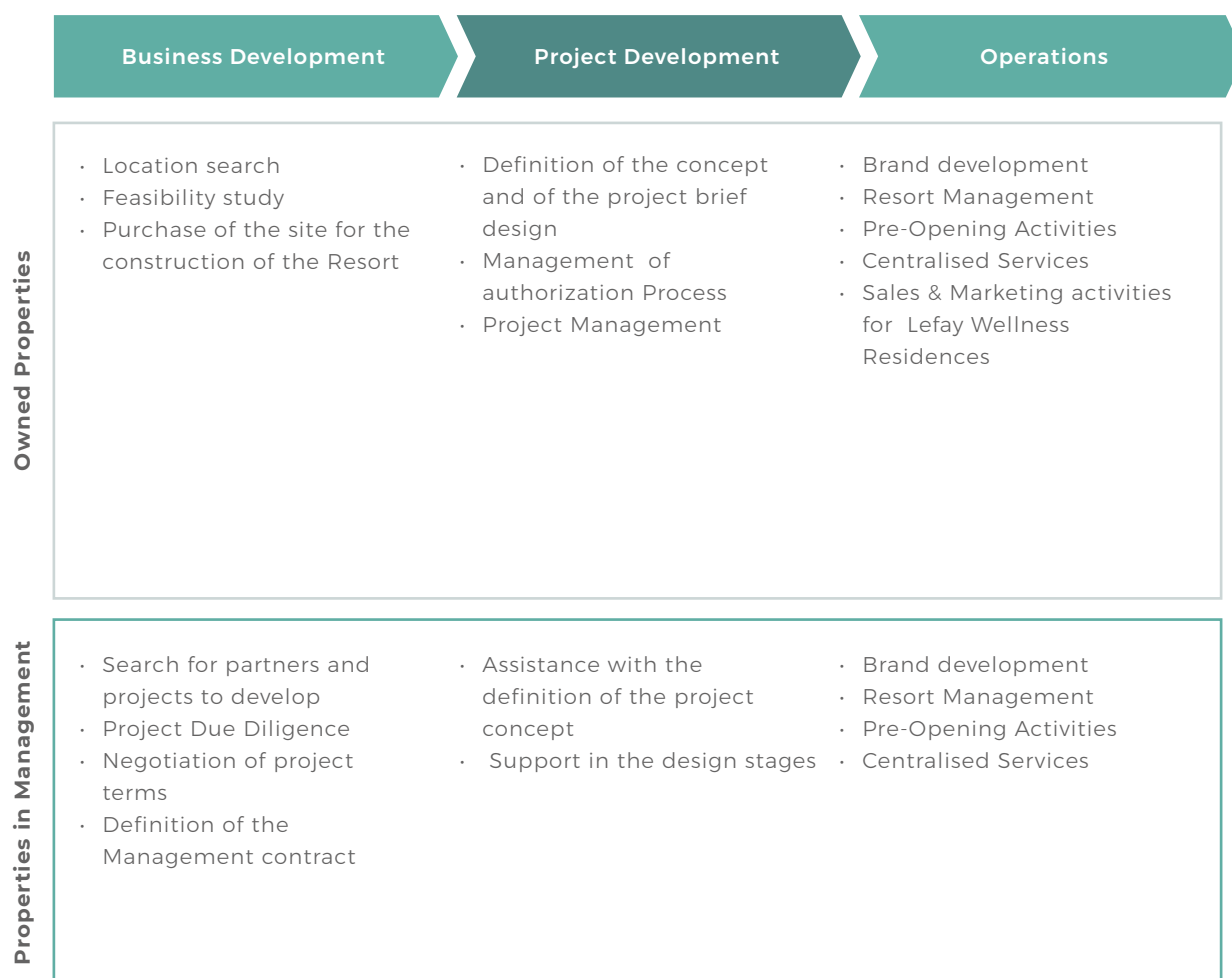 Business Development
Project Development
Operations
Owned Properties
· Location search
· Feasibility study
· Purchase of the site for the
construction of the Resort
· Definition of the concept
and of the project brief
design
· Management  of
authorization Process
· Project Management
· Brand development
· Resort Management
· Pre-Opening Activities
· Centralised Services
· Sales & Marketing activities
for  Lefay Wellness
Residences
Properties in Management
· Search for partners and
projects to develop
· Project Due Diligence
· Negotiation of project
terms
· Definition of the
Management contract
· Assistance with the
definition of the project
concept
·  Support in the design stages
· Brand development
· Resort Management
· Pre-Opening Activities
· Centralised Services